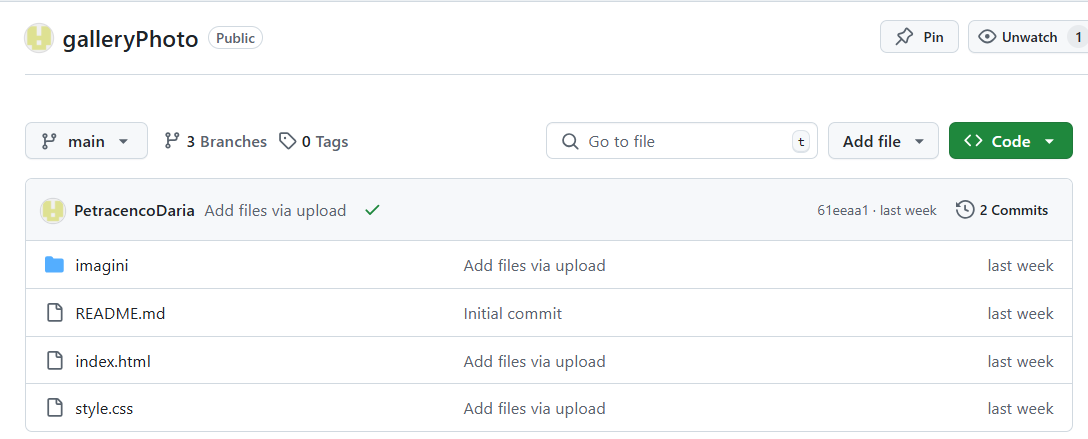 galleryPhoto Public Pin Unwatch 1
main 3 Branches 0 Tags Go to file t Add file Code
PetracencoDaria Add files via upload 61eeaa1 · last week 2 Commits
imagini Add files via upload last week
README.md Initial commit last week
index.html Add files via upload last week
style.css Add files via upload last week